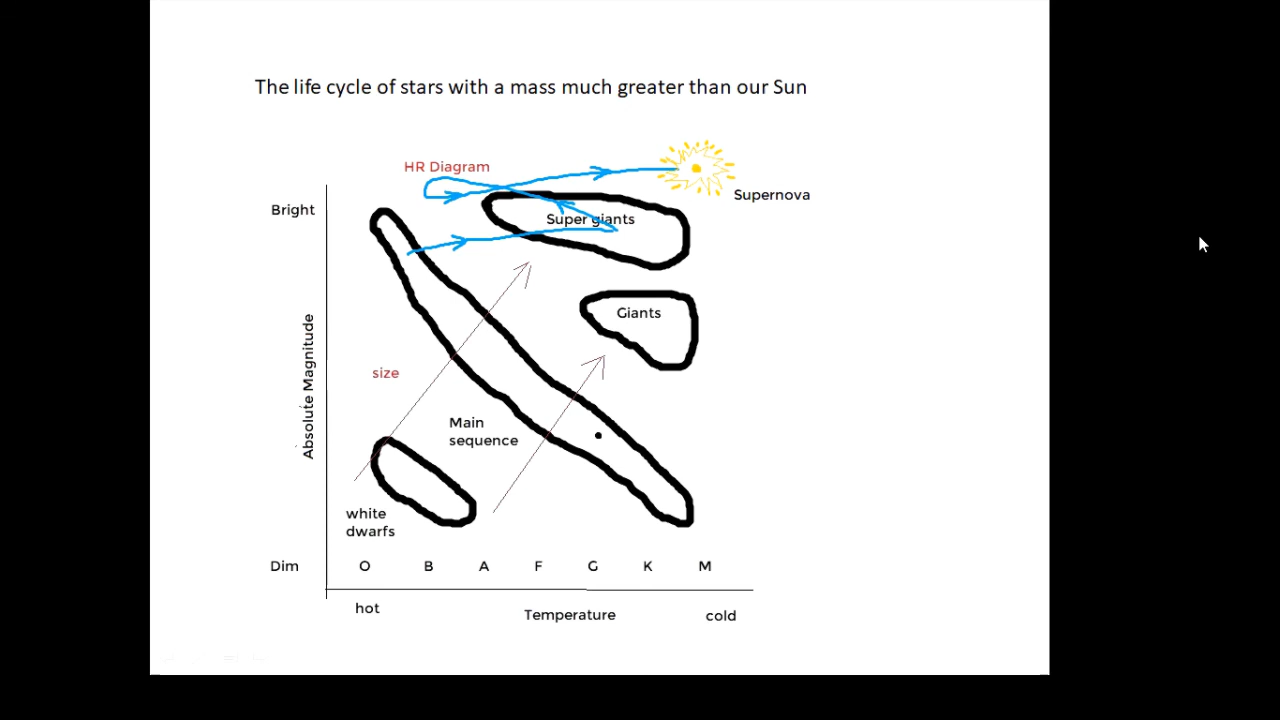 The life cycle of stars with a mass much greater than our Sun
HR Diagram
Supernova
Bright
Super giants
Giants
Absolute Magnitude
size
Main
sequence
white
dwarfs
Dim
O B A F G K M
hot
Temperature
cold